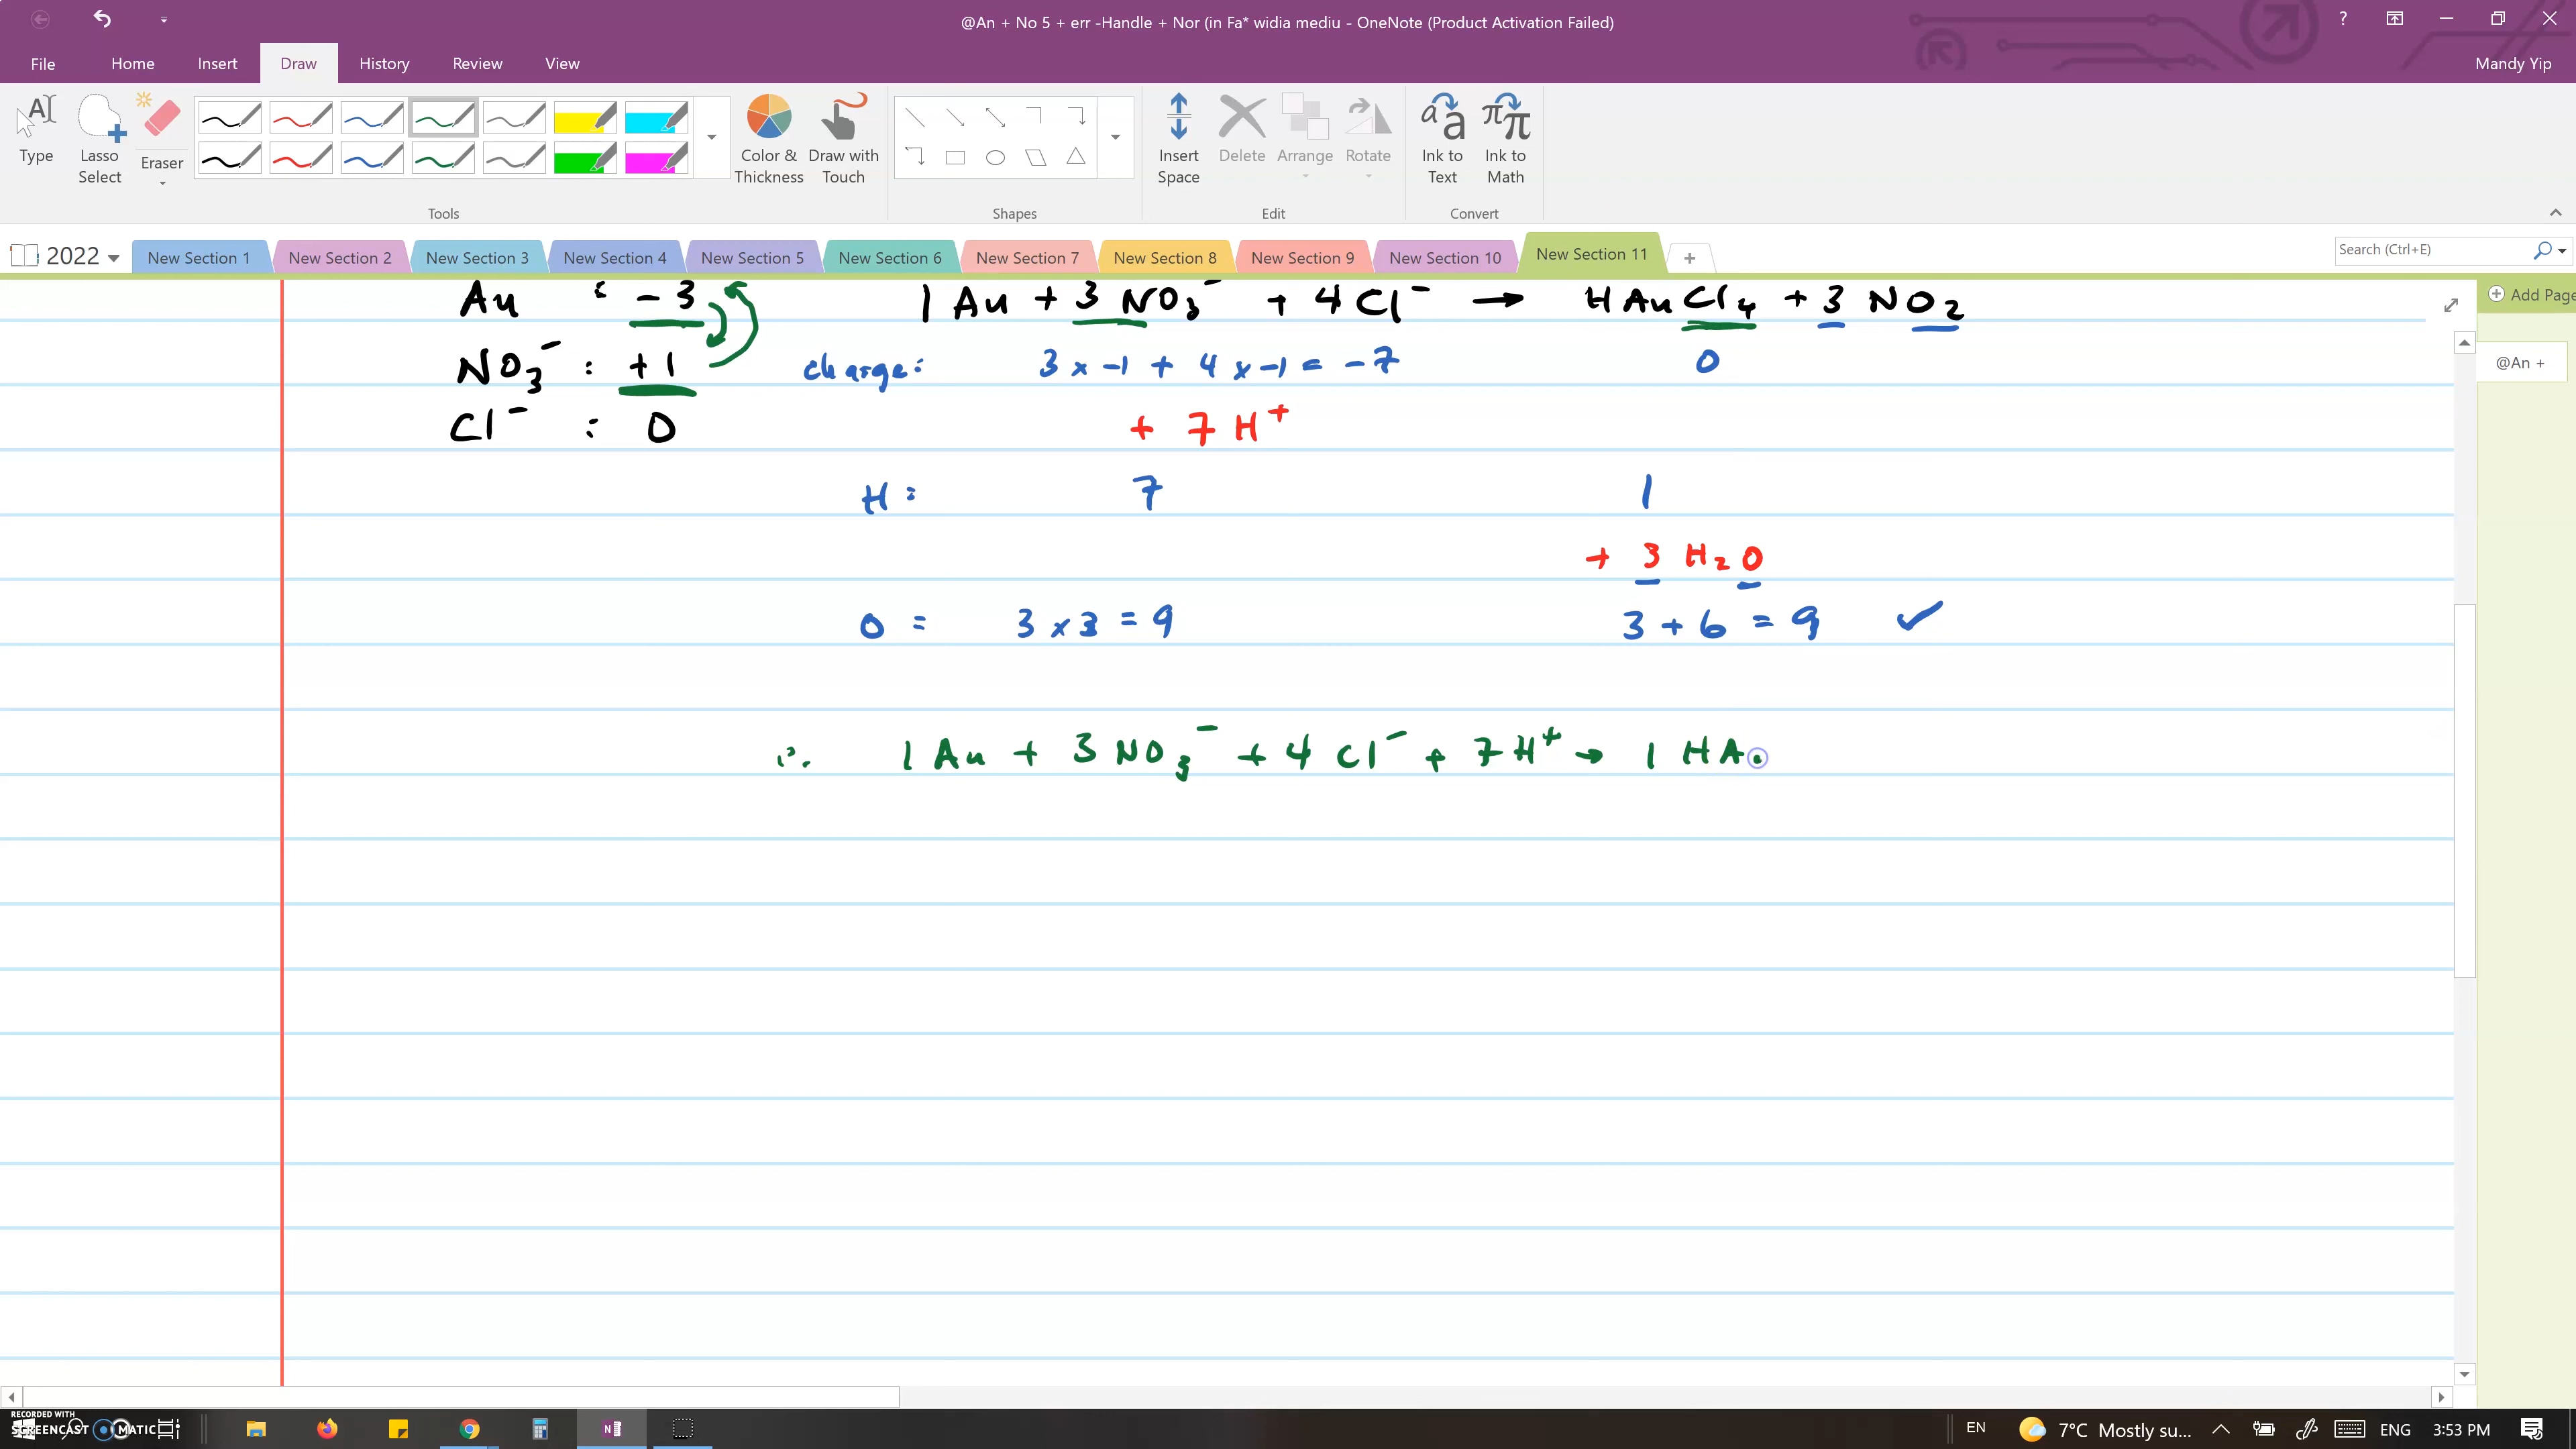 @An + No 5 + err -Handle + Nor (in Fa* widia mediu - OneNote (Product Activation Failed)
File Home Insert Draw History Review View Mandy Yip
Type Lasso Select Eraser Color & Thickness Draw with Touch Insert Space Delete Arrange Rotate Ink to Text Ink to Math
Tools Shapes Edit Convert
2022 New Section 1 New Section 2 New Section 3 New Section 4 New Section 5 New Section 6 New Section 7 New Section 8 New Section 9 New Section 10 New Section 11 Search (Ctrl+E)
Add Page
@An +
Au : -3 1 Au + 3 NO₃⁻ + 4 Cl⁻ → HAuCl₄ + 3 NO₂
NO₃⁻ : +1 charge: 3 x -1 + 4 x -1 = -7 0
Cl⁻ : 0 + 7 H⁺
H: 7 1
+ 3 H₂O
O = 3 x 3 = 9 3 + 6 = 9 ✓
∴ 1 Au + 3 NO₃⁻ + 4 Cl⁻ + 7 H⁺ → 1 HA
RECORDED WITH
SCREENCAST MATIC
EN 7°C Mostly su... ENG 3:53 PM